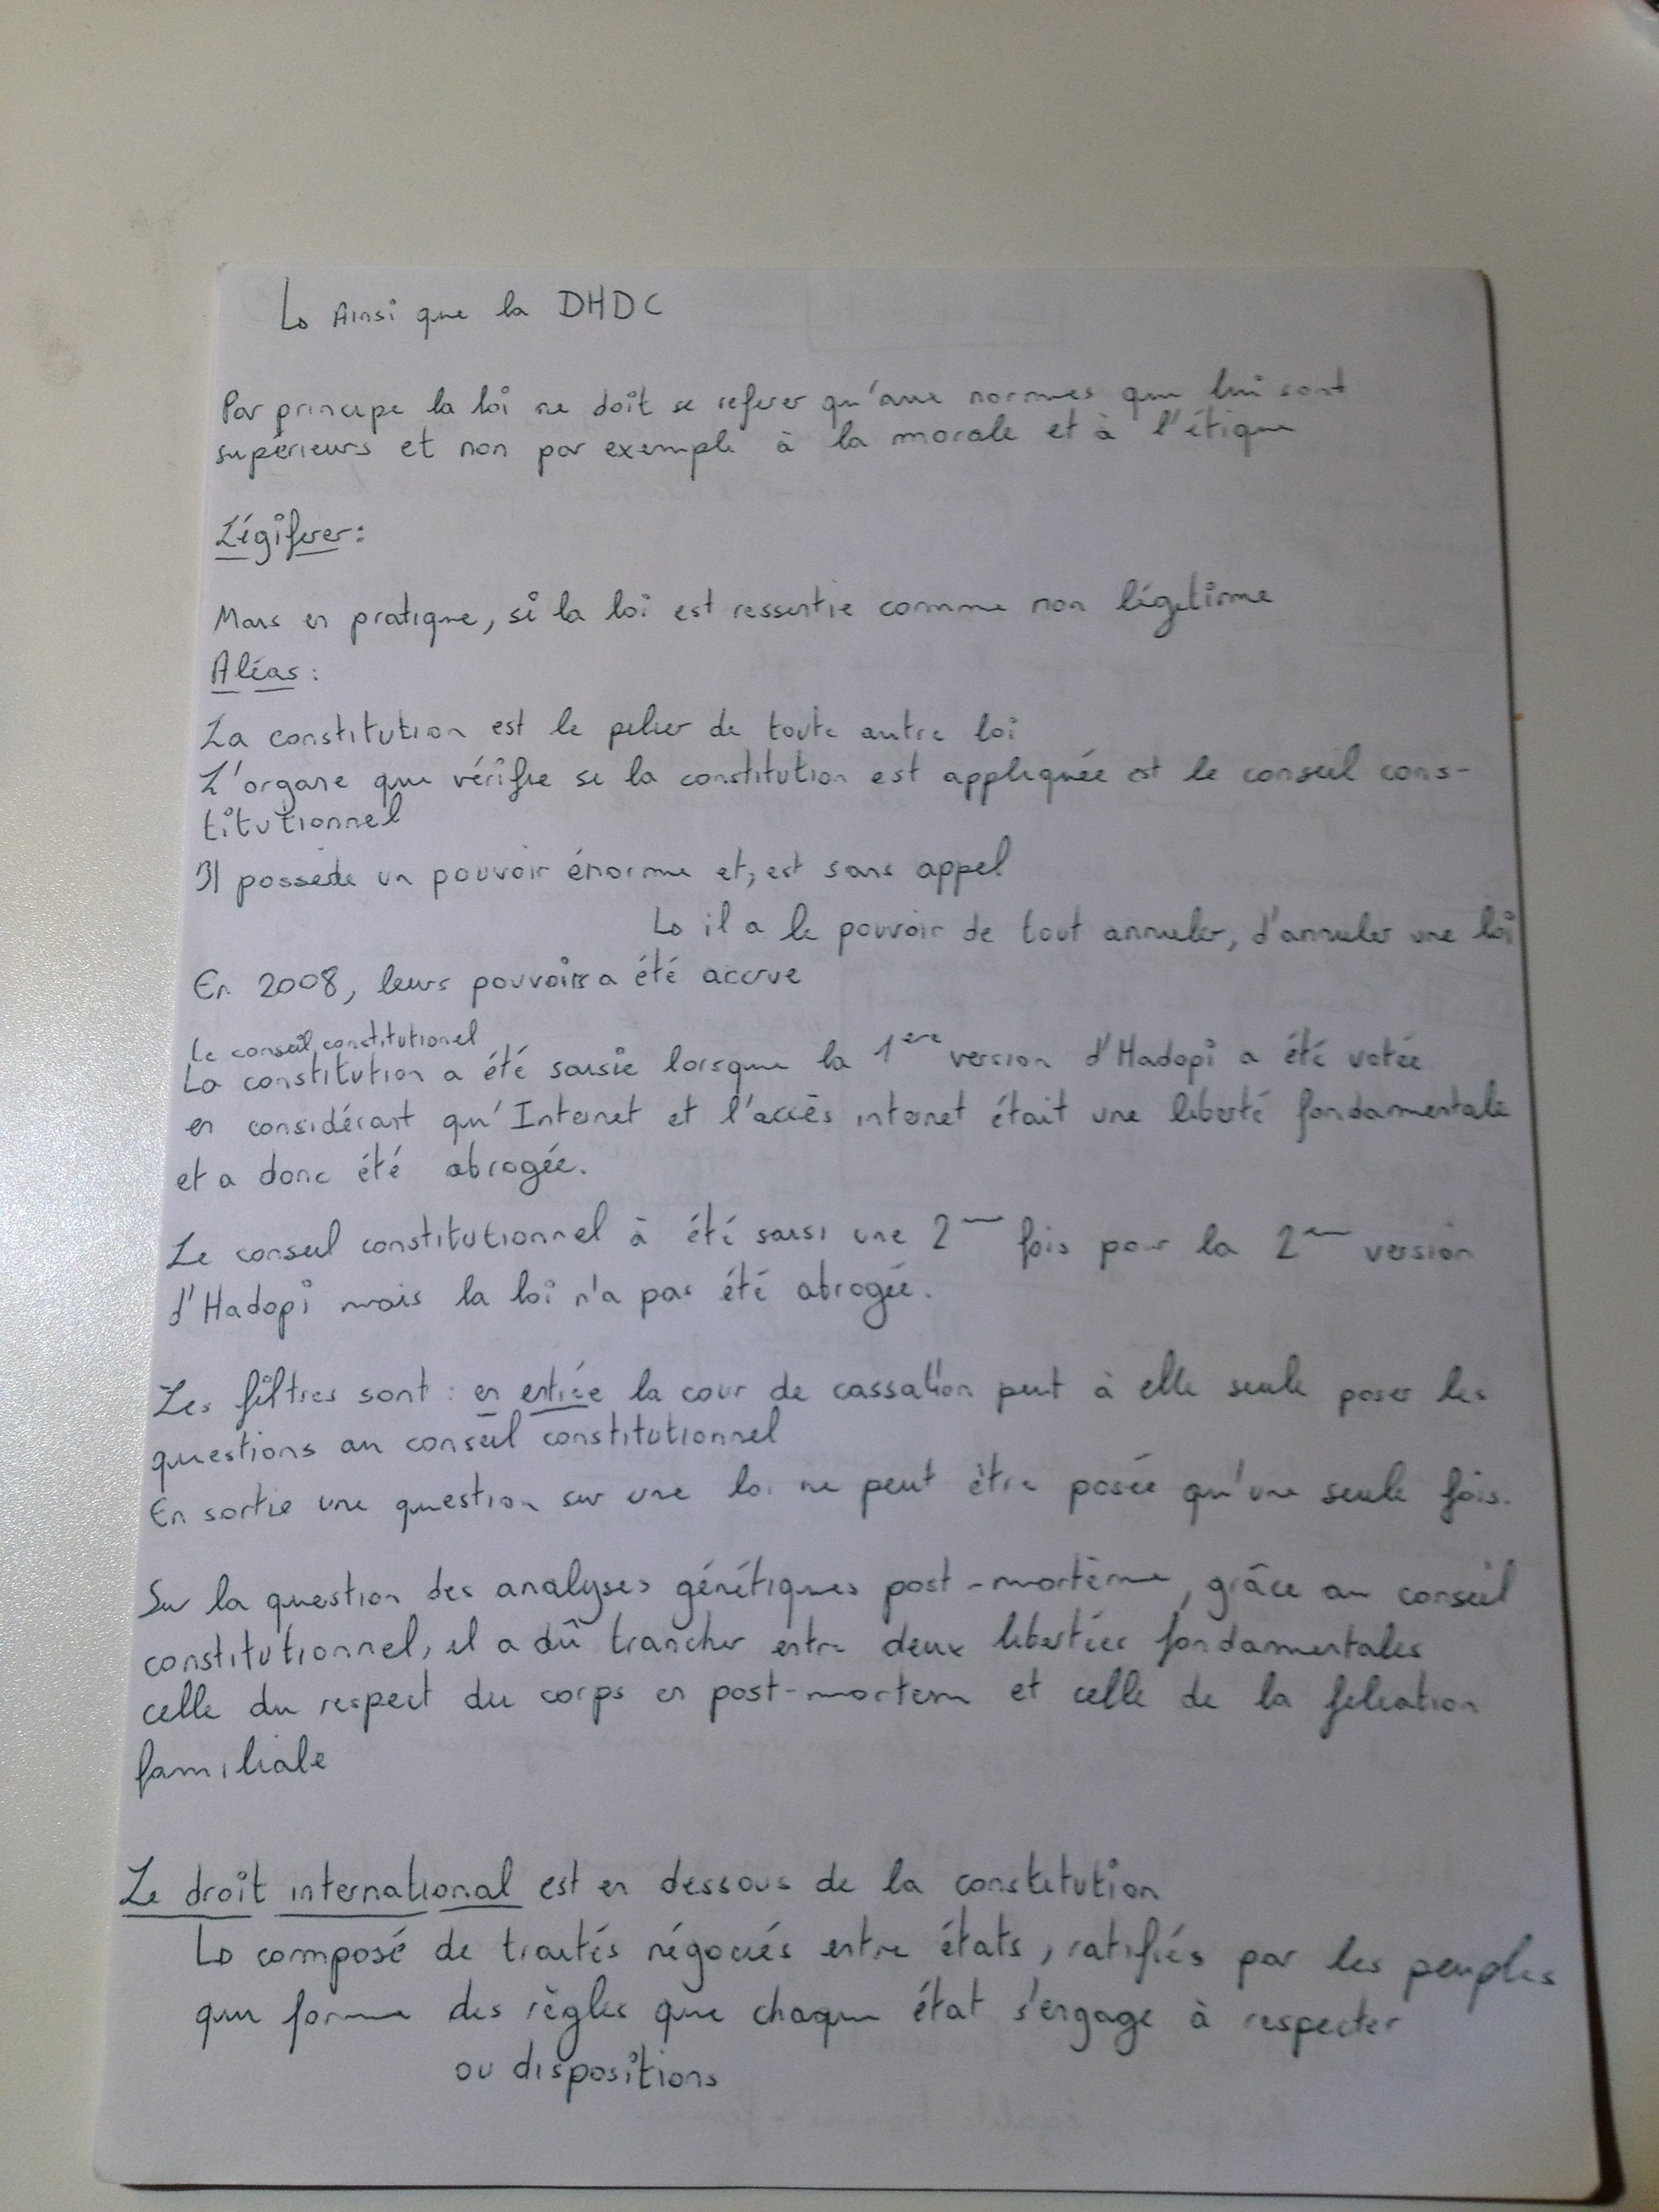 ↳ Ainsi que la DHDC
Par principe la loi ne doit se referer qu'aux normes qui lui sont
supérieurs et non par exemple à la morale et à l'étique
Légiferer :
Mais en pratique, si la loi est ressentie comme non légitime
Aléas :
La constitution est le pilier de toute autre loi
L'organe qui vérifie si la constitution est appliquée est le conseil cons-
titutionnel
Il possède un pouvoir énorme et, est sans appel
↳ il a le pouvoir de tout annuler, d'annuler une loi
En 2008, leurs pouvoirs a été accrue
Le conseil constitutionel
La constitution a été saisie lorsque la 1ère version d'Hadopi a été votée
en considérant qu'Internet et l'accès internet était une liberté fondamentale
et a donc été abrogée.
Le conseil constitutionnel à été saisi une 2ème fois pour la 2ème version
d'Hadopi mais la loi n'a pas été abrogée.
Les filtres sont : en entrée la cour de cassation peut à elle seule poser les
questions au conseil constitutionnel
En sortie une question sur une loi ne peut être posée qu'une seule fois.
Sur la question des analyses génétiques post-mortème, grâce au conseil
constitutionnel, il a dû trancher entre deux libertées fondamentales
celle du respect du corps en post-mortem et celle de la filiation
familiale
Le droit international est en dessous de la constitution
↳ composé de traités négociés entre états, ratifiés par les peuples
qui forme des règles que chaque état s'engage à respecter
ou dispositions